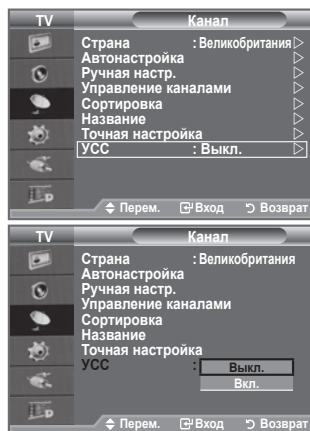 TV Канал
Страна : Великобритания
Автонастройка
Ручная настр.
Управление каналами
Сортировка
Название
Точная настройка
УСС : Выкл.
Перем. Вход Возврат
TV Канал
Страна : Великобритания
Автонастройка
Ручная настр.
Управление каналами
Сортировка
Название
Точная настройка
УСС : Выкл.
Вкл.
Перем. Вход Возврат